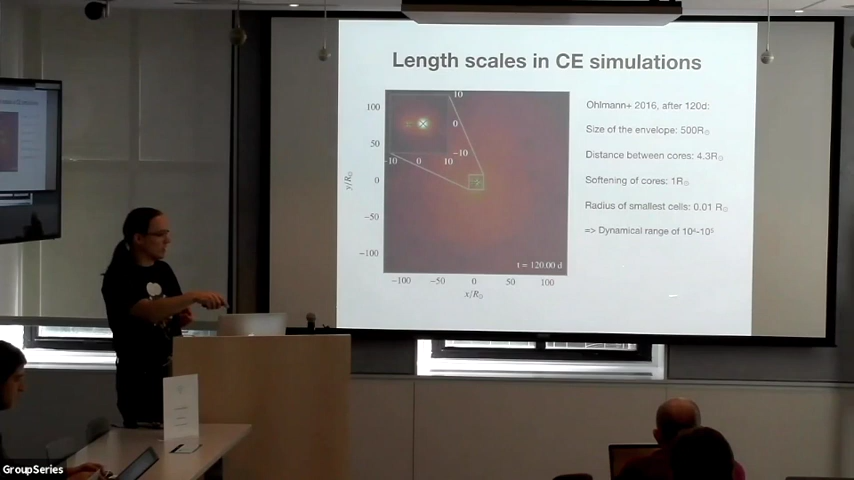 Length scales in CE simulations
100
50
0
−50
−100
y/R☉
10
0
−10
−10 0 10
t = 120.00 d
−100 −50 0 50 100
x/R☉
Ohlmann+ 2016, after 120d:
Size of the envelope: 500R☉
Distance between cores: 4.3R☉
Softening of cores: 1R☉
Radius of smallest cells: 0.01 R☉
=> Dynamical range of 10⁴-10⁵
GroupSeries